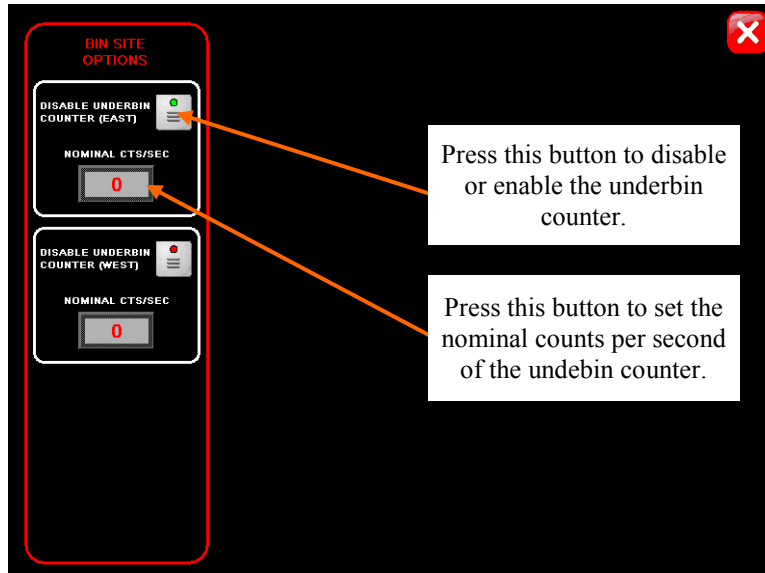 BIN SITE
OPTIONS
DISABLE UNDERBIN
COUNTER (EAST)
NOMINAL CTS/SEC
0
DISABLE UNDERBIN
COUNTER (WEST)
NOMINAL CTS/SEC
0
Press this button to disable
or enable the underbin
counter.
Press this button to set the
nominal counts per second
of the undebin counter.